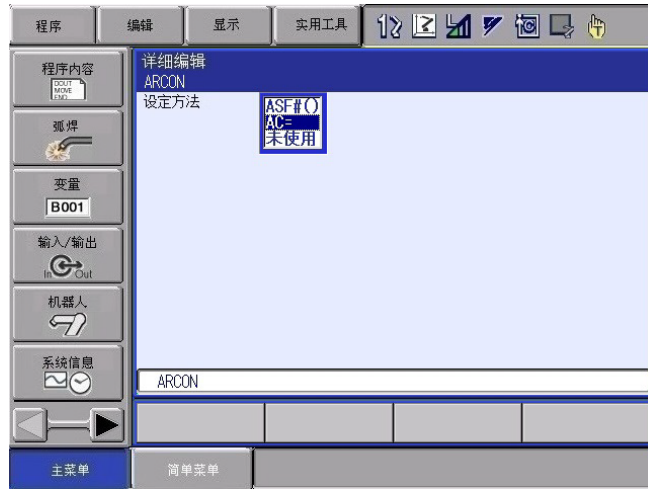 程序
编辑
显示
实用工具
程序内容
DOUT
MOVE
END
弧焊
变量
B001
输入/输出
In Out
机器人
系统信息
详细编辑
ARCON
设定方法
ASF#()
AC=
未使用
ARCON
主菜单
简单菜单